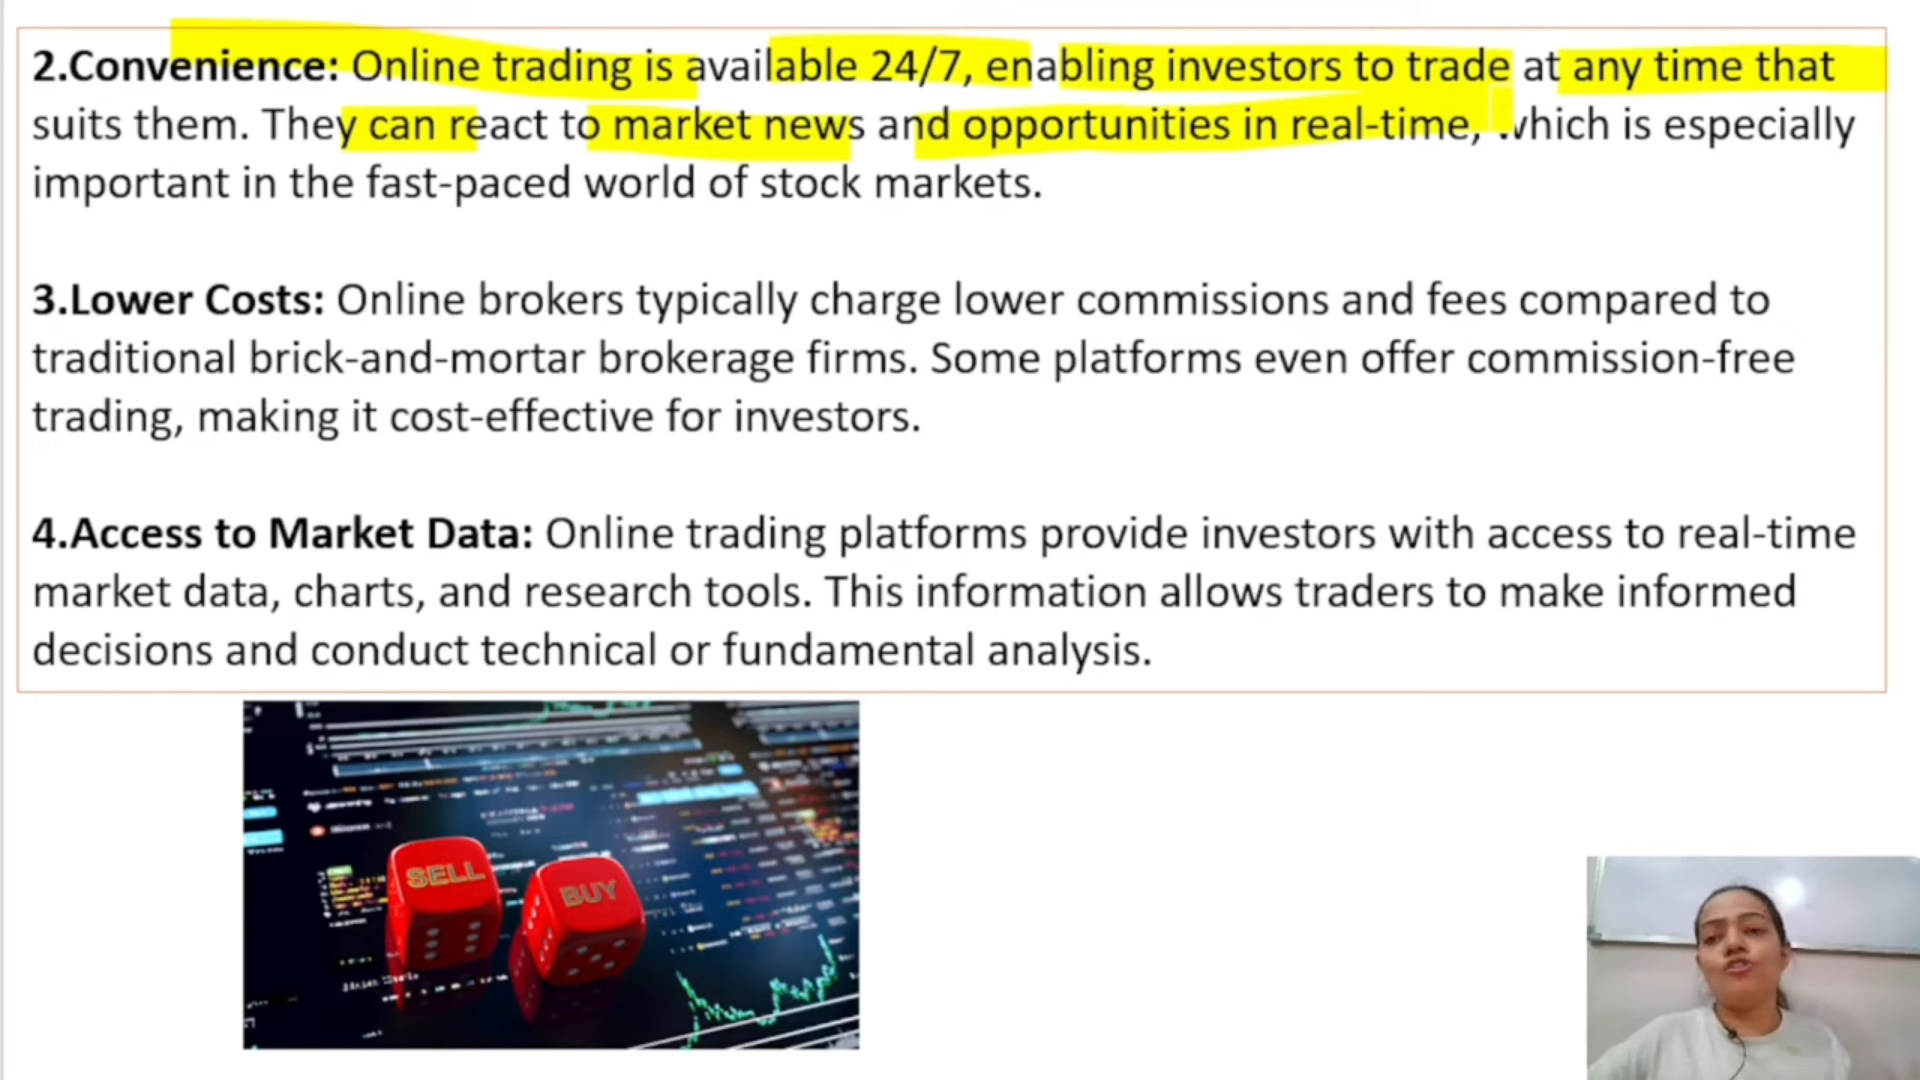 2.Convenience: Online trading is available 24/7, enabling investors to trade at any time that
suits them. They can react to market news and opportunities in real-time, which is especially
important in the fast-paced world of stock markets.
3.Lower Costs: Online brokers typically charge lower commissions and fees compared to
traditional brick-and-mortar brokerage firms. Some platforms even offer commission-free
trading, making it cost-effective for investors.
4.Access to Market Data: Online trading platforms provide investors with access to real-time
market data, charts, and research tools. This information allows traders to make informed
decisions and conduct technical or fundamental analysis.
SELL
BUY